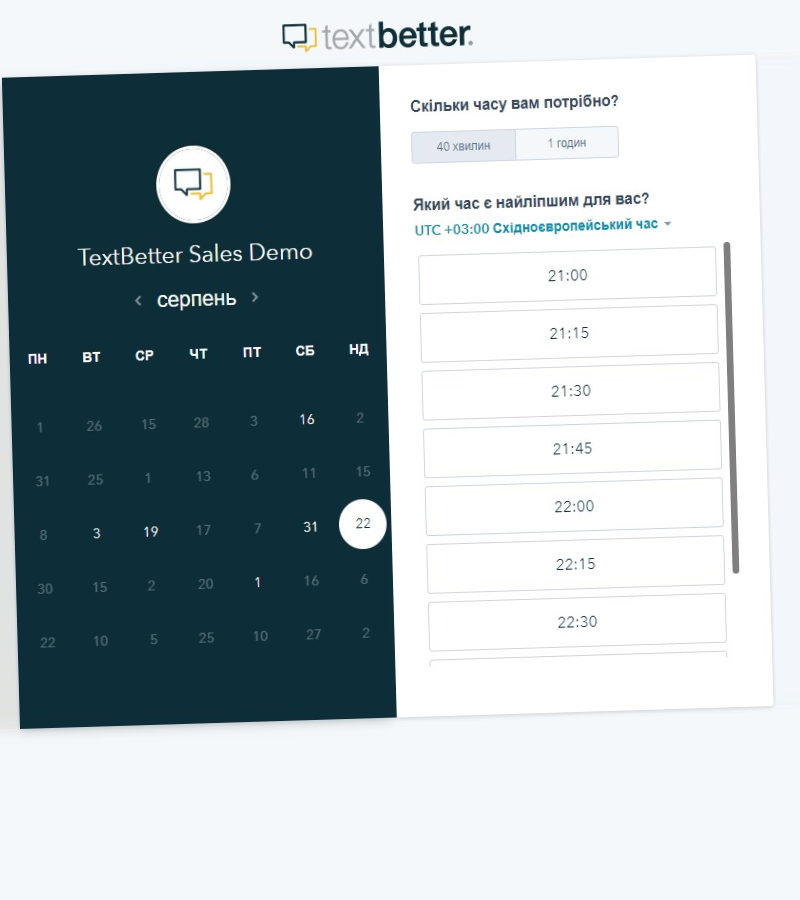 textbetter.
TextBetter Sales Demo
серпень
ПН ВТ СР ЧТ ПТ СБ НД
1 26 15 28 3 16 2
31 25 1 13 6 11 15
8 3 19 17 7 31 22
30 15 2 20 1 16 6
22 10 5 25 10 27 2
Скільки часу вам потрібно?
40 хвилин 1 годин
Який час є найліпшим для вас?
UTC +03:00 Східноєвропейський час
21:00
21:15
21:30
21:45
22:00
22:15
22:30